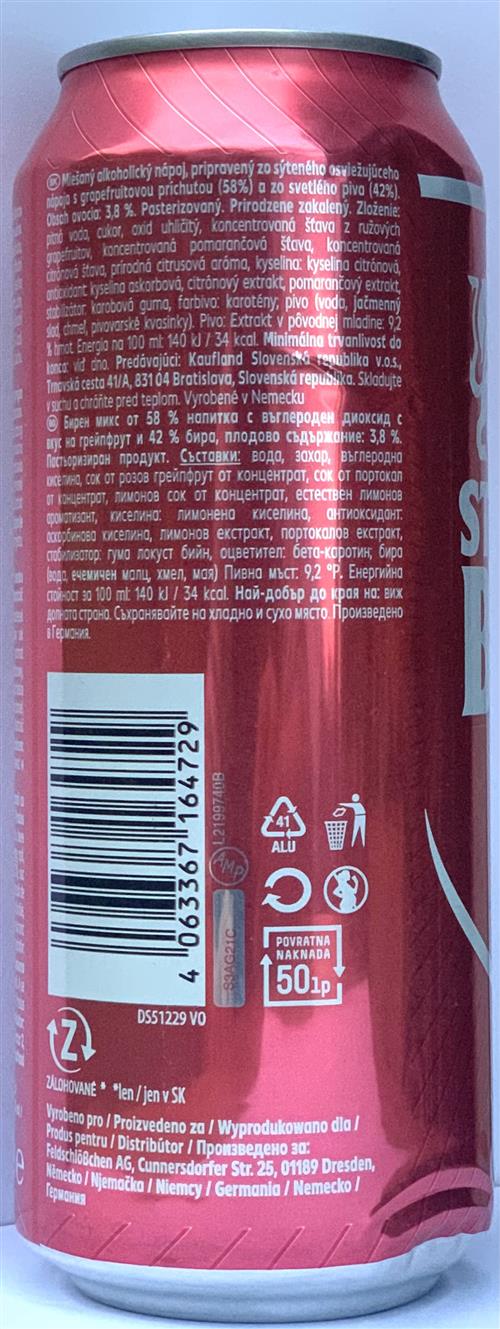 SK Miešaný alkoholický nápoj, pripravený zo sýteného osviežujúceho
nápoja s grapefruitovou príchuťou (58%) a zo svetlého piva (42%).
Obsah ovocia: 3,8 %. Pasterizovaný. Prirodzene zakalený. Zloženie:
pitná voda, cukor, oxid uhličitý, koncentrovaná šťava z ružových
grapefruitov, koncentrovaná pomarančová šťava, koncentrovaná
citrónová šťava, prírodná citrusová aróma, kyselina: kyselina citrónová,
antioxidant: kyselina askorbová, citrónový extrakt, pomarančový extrakt,
stabilizátor: karobová guma, farbivo: karotény; pivo (voda, jačmenný
slad, chmel, pivovarské kvasinky). Pivo: Extrakt v pôvodnej mladine: 9,2
% hmot. Energia na 100 ml: 140 kJ / 34 kcal. Minimálna trvanlivosť do
konca: viď dno. Predávajúci: Kaufland Slovenská republika v.o.s.,
Trnavská cesta 41/A, 831 04 Bratislava, Slovenská republika. Skladujte
v suchu a chráňte pred teplom. Vyrobené v Nemecku
BG Бирен микс от 58 % напитка с въглероден диоксид с
вкус на грейпфрут и 42 % бира, плодово съдържание: 3,8 %.
Пастьоризиран продукт. Съставки: вода, захар, въглеродна
киселина, сок от розов грейпфрут от концентрат, сок от портокал
от концентрат, лимонов сок от концентрат, естествен лимонов
ароматизант, киселина: лимонена киселина, антиоксидант:
аскорбинова киселина, лимонов екстракт, портокалов екстракт,
стабилизатор: гума локуст бийн, оцветител: бета-каротин; бира
(вода, ечемичен малц, хмел, мая) Пивна мъст: 9,2 °P. Енергийна
стойност за 100 ml: 140 kJ / 34 kcal. Най-добър до края на: виж
долната страна. Съхранявайте на хладно и сухо място. Произведено
в Германия.
4 063367 164729
L2199740B
AMP
83AG21C
41
ALU
POVRATNA
NAKNADA
50lp
DS51229 VO
Z
ZÁLOHOVANÉ * *len / jen v SK
Vyrobeno pro / Proizvedeno za / Wyprodukowano dla /
Produs pentru / Distribútor / Произведено за:
Feldschlößchen AG, Cunnersdorfer Str. 25, 01189 Dresden,
Německo / Njemačka / Niemcy / Germania / Nemecko /
Германия
e